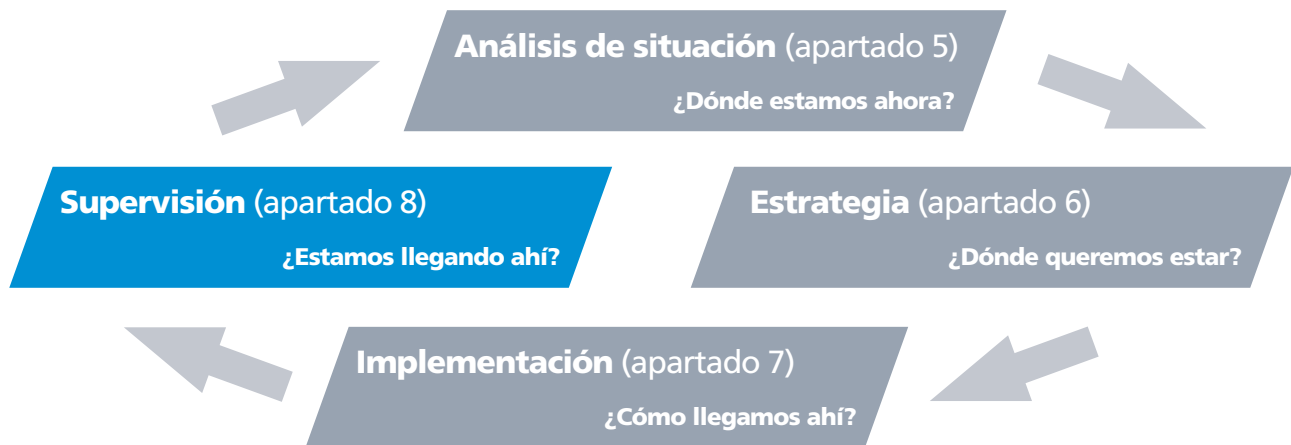 Análisis de situación (apartado 5)
¿Dónde estamos ahora?
Supervisión (apartado 8)
¿Estamos llegando ahí?
Estrategia (apartado 6)
¿Dónde queremos estar?
Implementación (apartado 7)
¿Cómo llegamos ahí?